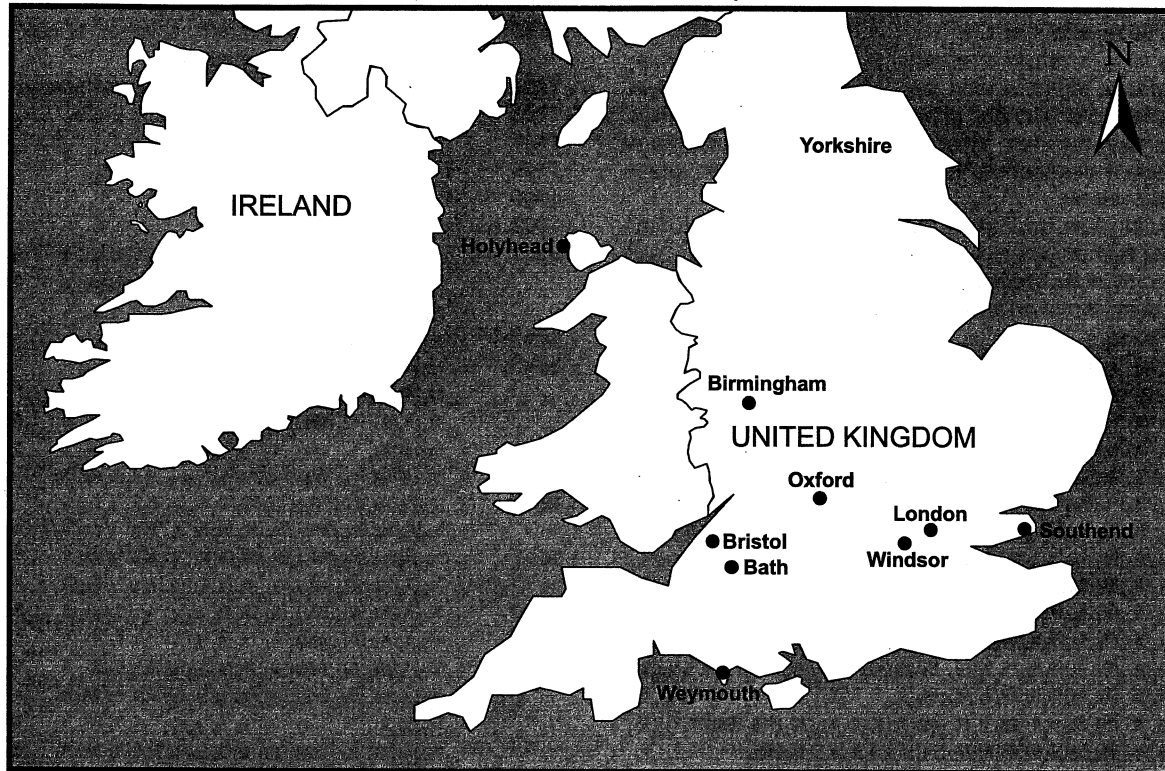 N
Yorkshire
IRELAND
Holyhead
Birmingham
UNITED KINGDOM
Oxford
London
Southend
Bristol
Windsor
Bath
Weymouth